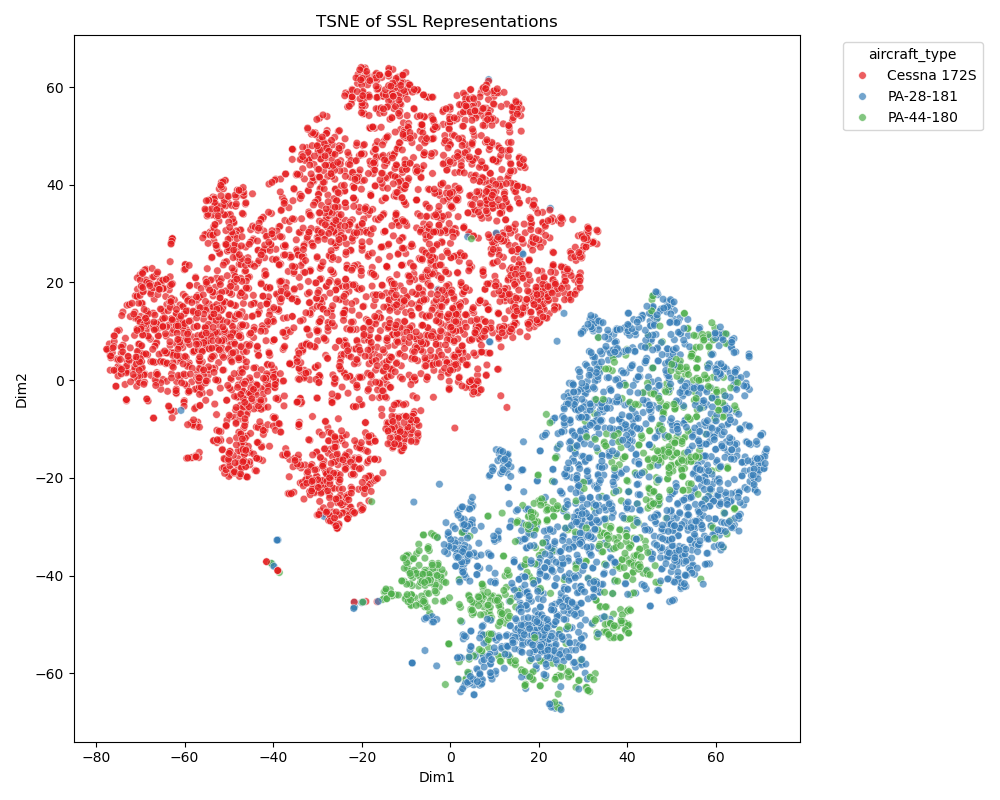 TSNE of SSL Representations
aircraft_type
Cessna 172S
PA-28-181
PA-44-180
Dim2
60
40
20
0
−20
−40
−60
−80 −60 −40 −20 0 20 40 60
Dim1